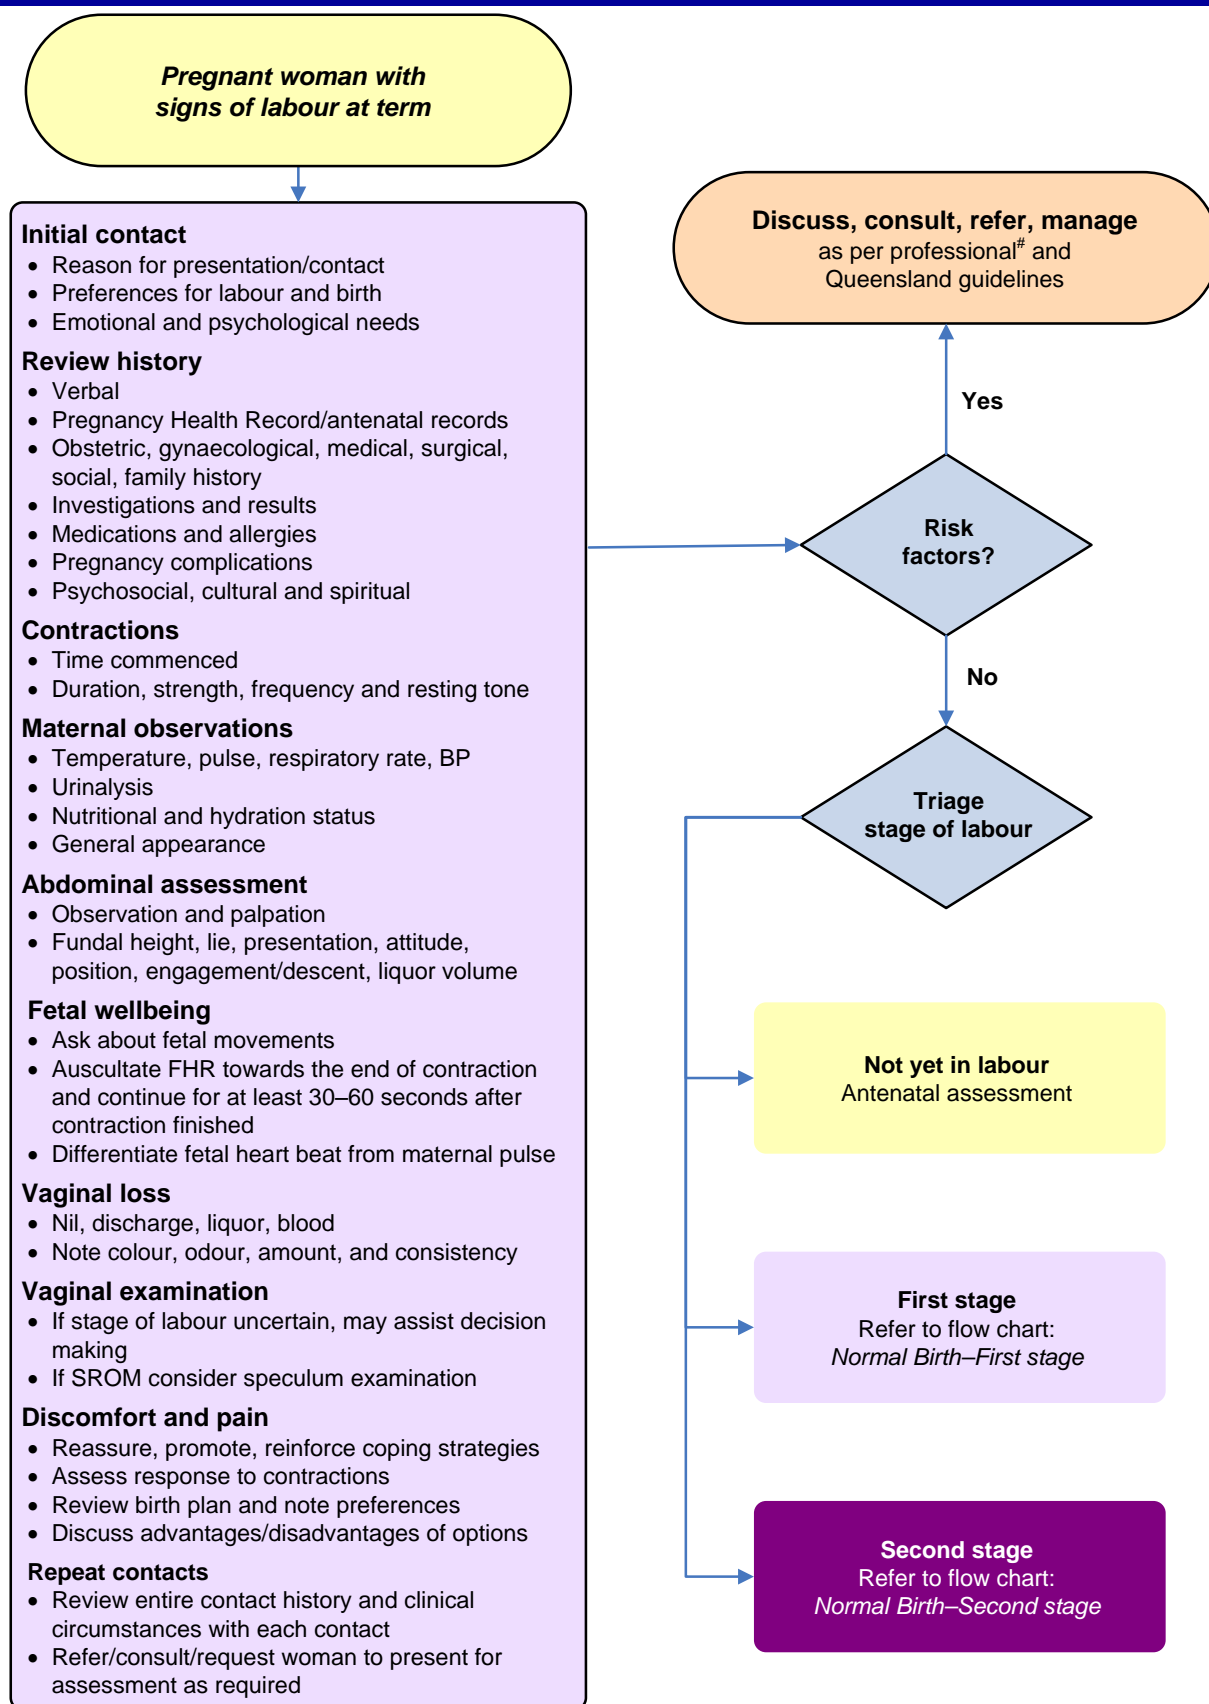 Pregnant woman with
signs of labour at term
Initial contact
• Reason for presentation/contact
• Preferences for labour and birth
• Emotional and psychological needs
Review history
• Verbal
• Pregnancy Health Record/antenatal records
• Obstetric, gynaecological, medical, surgical,
social, family history
• Investigations and results
• Medications and allergies
• Pregnancy complications
• Psychosocial, cultural and spiritual
Contractions
• Time commenced
• Duration, strength, frequency and resting tone
Maternal observations
• Temperature, pulse, respiratory rate, BP
• Urinalysis
• Nutritional and hydration status
• General appearance
Abdominal assessment
• Observation and palpation
• Fundal height, lie, presentation, attitude,
position, engagement/descent, liquor volume
Fetal wellbeing
• Ask about fetal movements
• Auscultate FHR towards the end of contraction
and continue for at least 30–60 seconds after
contraction finished
• Differentiate fetal heart beat from maternal pulse
Vaginal loss
• Nil, discharge, liquor, blood
• Note colour, odour, amount, and consistency
Vaginal examination
• If stage of labour uncertain, may assist decision
making
• If SROM consider speculum examination
Discomfort and pain
• Reassure, promote, reinforce coping strategies
• Assess response to contractions
• Review birth plan and note preferences
• Discuss advantages/disadvantages of options
Repeat contacts
• Review entire contact history and clinical
circumstances with each contact
• Refer/consult/request woman to present for
assessment as required
Discuss, consult, refer, manage
as per professional# and
Queensland guidelines
Yes
Risk
factors?
No
Triage
stage of labour
Not yet in labour
Antenatal assessment
First stage
Refer to flow chart:
Normal Birth–First stage
Second stage
Refer to flow chart:
Normal Birth–Second stage